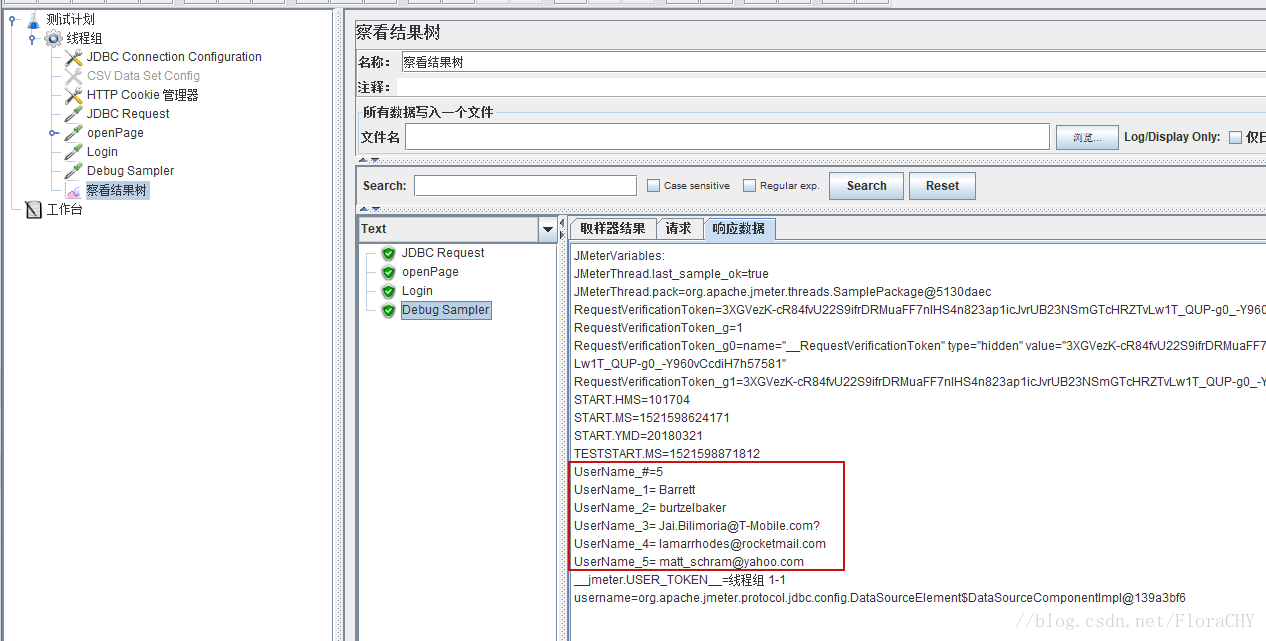 测试计划
线程组
JDBC Connection Configuration
CSV Data Set Config
HTTP Cookie 管理器
JDBC Request
openPage
Login
Debug Sampler
察看结果树
工作台
察看结果树
名称: 察看结果树
注释:
所有数据写入一个文件
文件名 浏览... Log/Display Only: 仅日
Search: Case sensitive Regular exp. Search Reset
Text
JDBC Request
openPage
Login
Debug Sampler
取样器结果 请求 响应数据
JMeterVariables:
JMeterThread.last_sample_ok=true
JMeterThread.pack=org.apache.jmeter.threads.SamplePackage@5130daec
RequestVerificationToken=3XGVezK-cR84fvU22S9ifrDRMuaFF7nIHS4n823ap1icJvrUB23NSmGTcHRZTvLw1T_QUP-g0_-Y960
RequestVerificationToken_g=1
RequestVerificationToken_g0=name="__RequestVerificationToken" type="hidden" value="3XGVezK-cR84fvU22S9ifrDRMuaFF7
Lw1T_QUP-g0_-Y960vCcdiH7h57581"
RequestVerificationToken_g1=3XGVezK-cR84fvU22S9ifrDRMuaFF7nIHS4n823ap1icJvrUB23NSmGTcHRZTvLw1T_QUP-g0_-Y
START.HMS=101704
START.MS=1521598624171
START.YMD=20180321
TESTSTART.MS=1521598871812
UserName_#=5
UserName_1= Barrett
UserName_2= burtzelbaker
UserName_3= Jai.Bilimoria@T-Mobile.com?
UserName_4= lamarrhodes@rocketmail.com
UserName_5= matt_schram@yahoo.com
__jmeter.USER_TOKEN__=线程组 1-1
username=org.apache.jmeter.protocol.jdbc.config.DataSourceElement$DataSourceComponentImpl@139a3bf6
//blog.csdn.net/FloraCHY